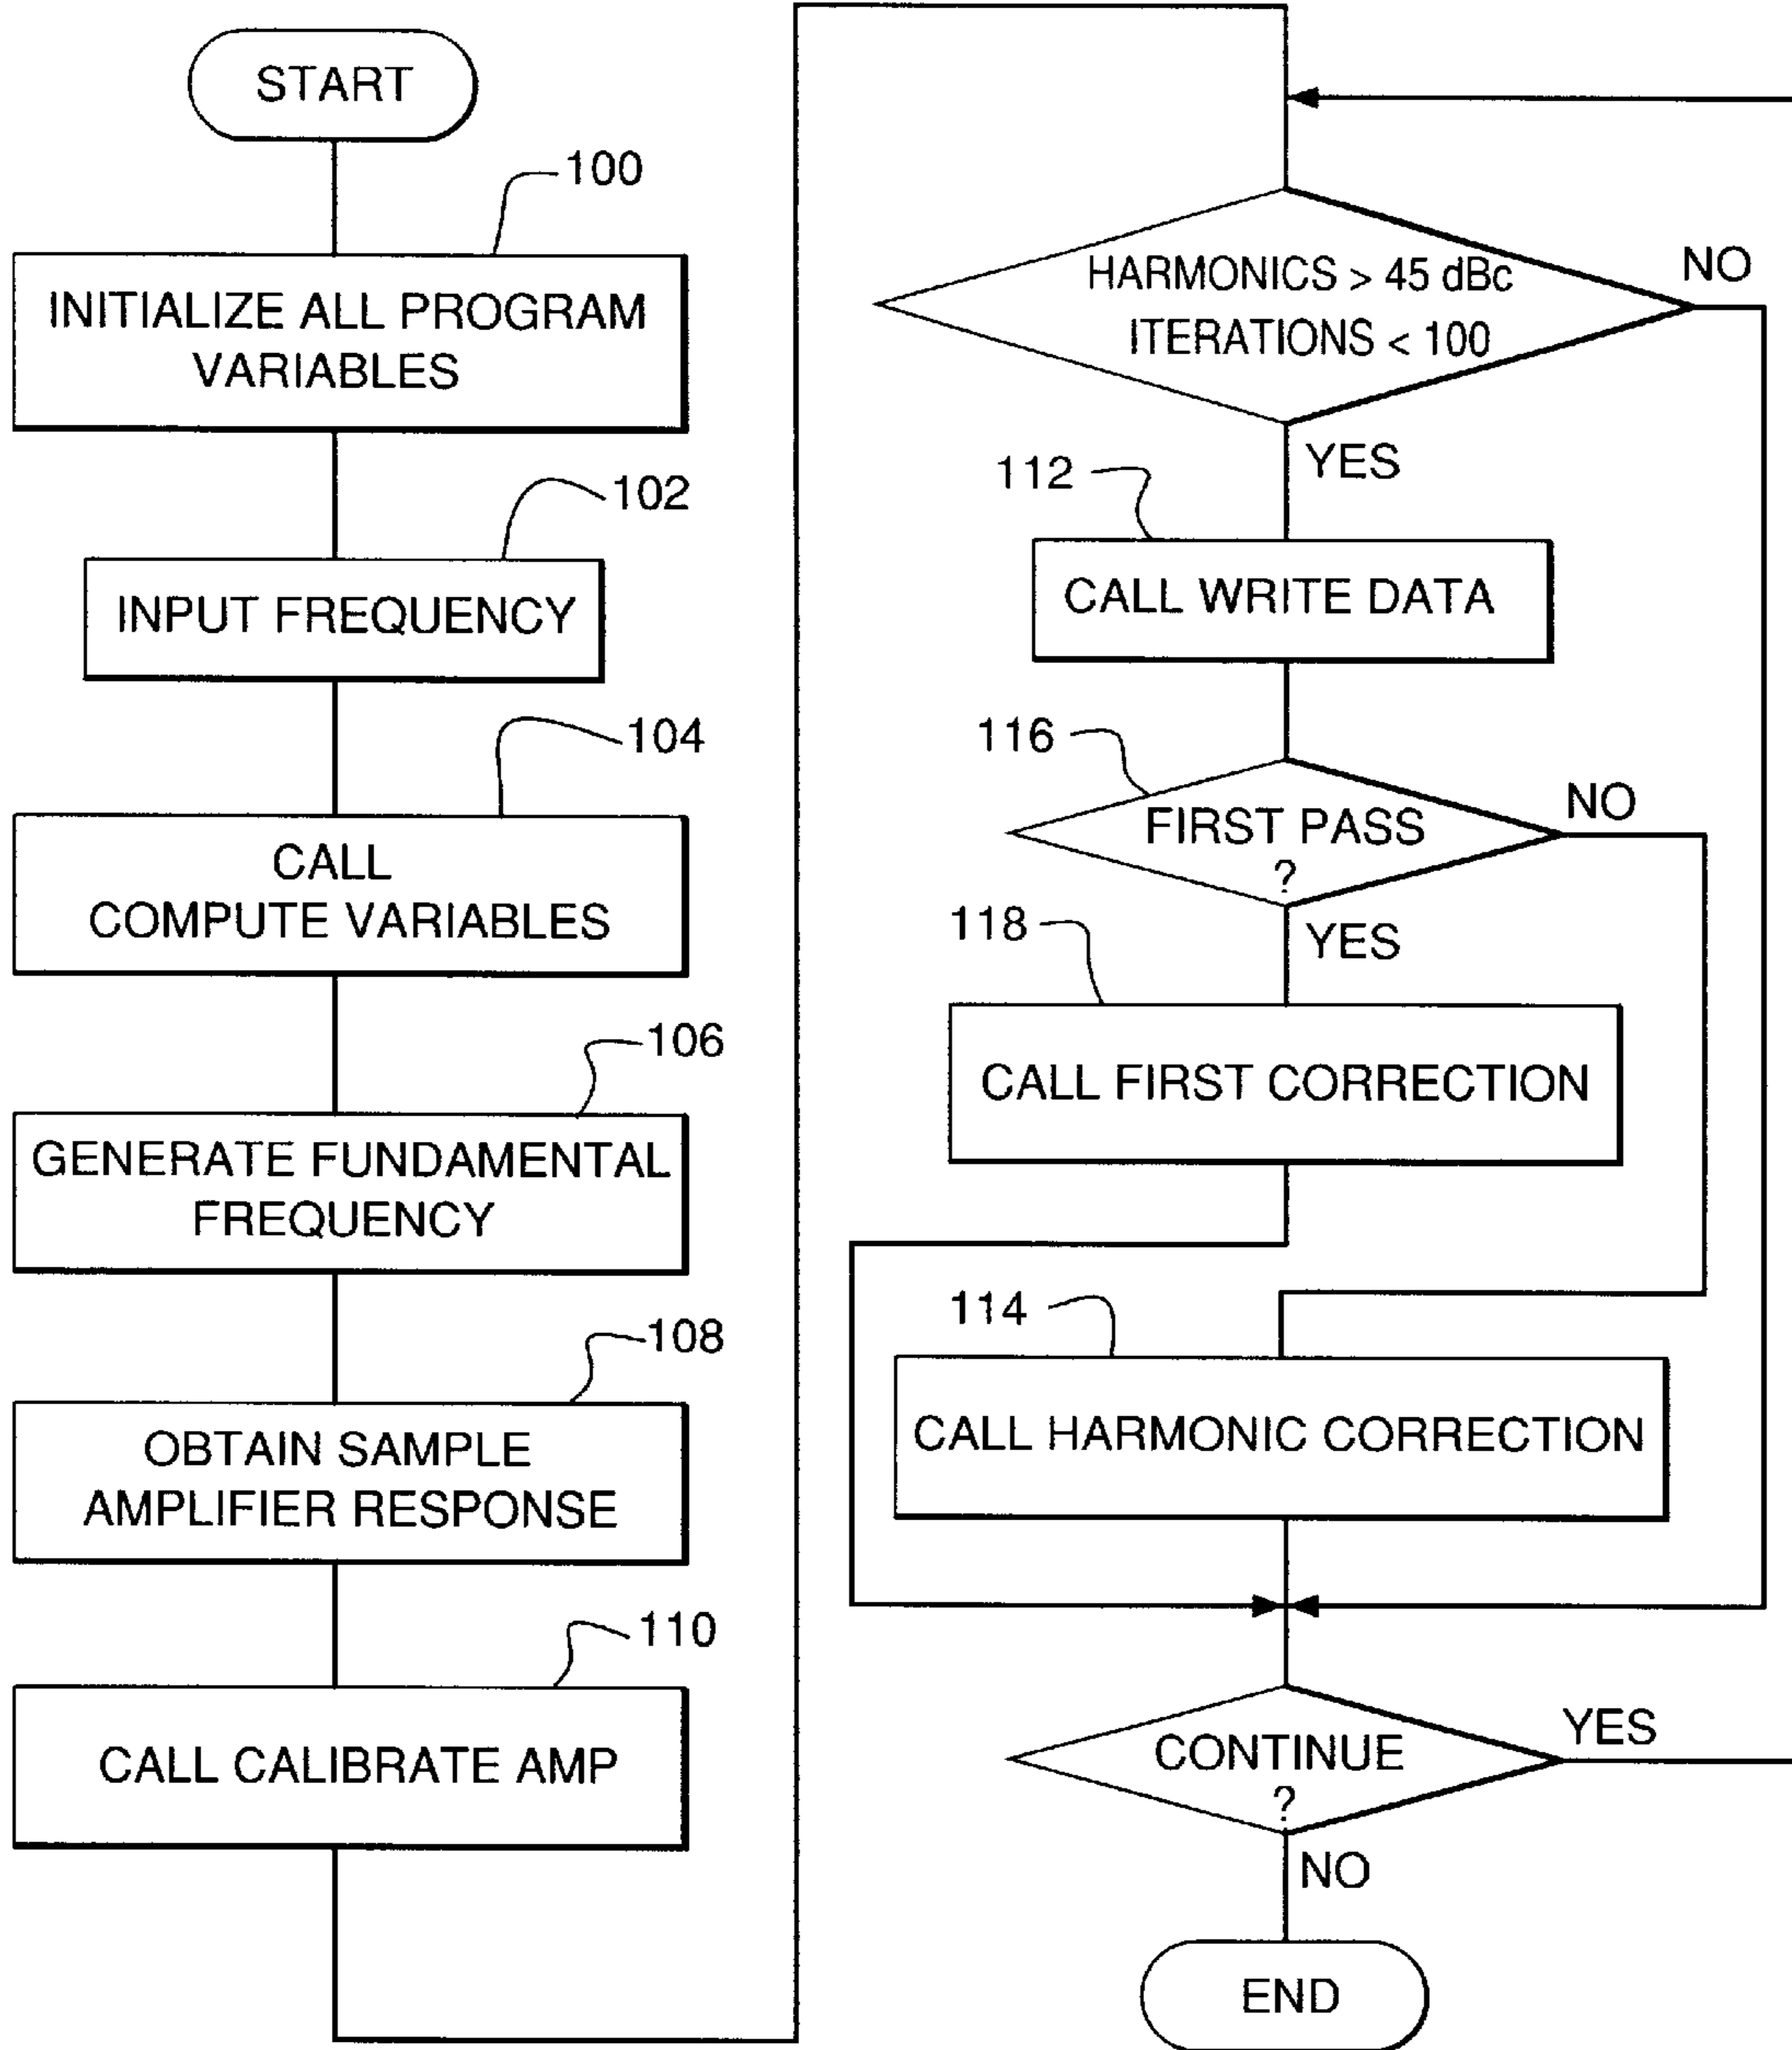 START
100
INITIALIZE ALL PROGRAM
VARIABLES
102
INPUT FREQUENCY
104
CALL
COMPUTE VARIABLES
106
GENERATE FUNDAMENTAL
FREQUENCY
108
OBTAIN SAMPLE
AMPLIFIER RESPONSE
110
CALL CALIBRATE AMP
HARMONICS > 45 dBc
ITERATIONS < 100
NO
YES
112
CALL WRITE DATA
116
FIRST PASS
?
NO
YES
118
CALL FIRST CORRECTION
114
CALL HARMONIC CORRECTION
CONTINUE
?
YES
NO
END